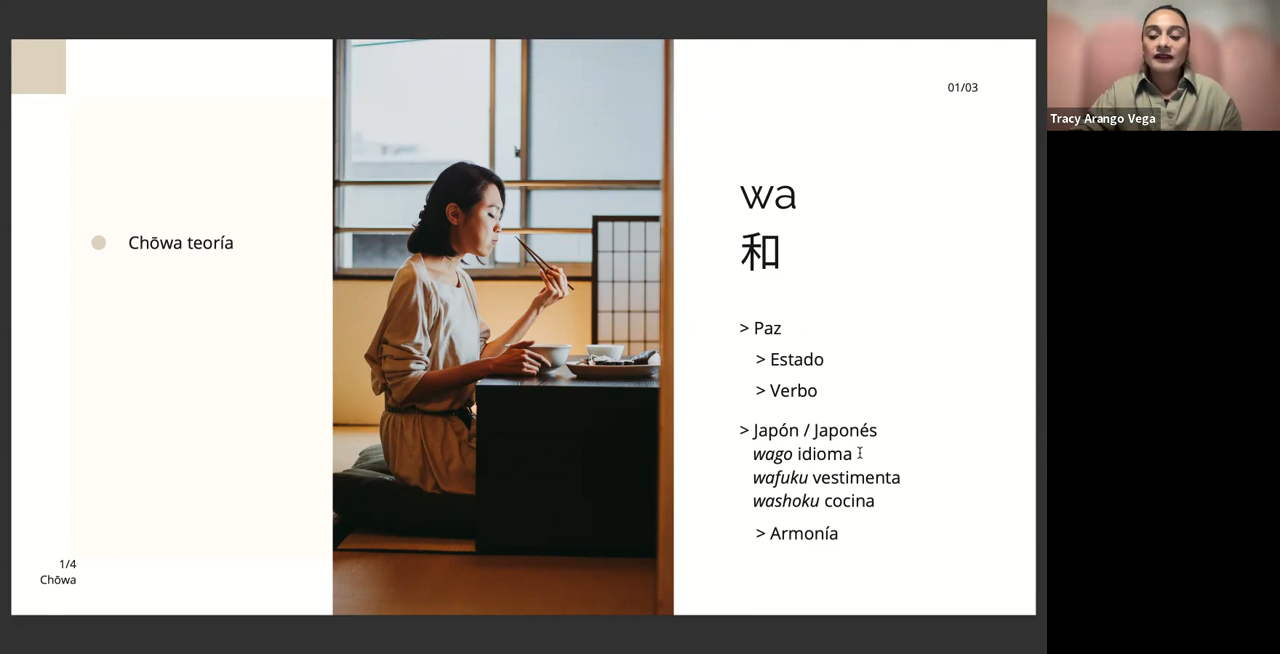 Chōwa teoría
1/4
Chōwa
01/03
wa
和
> Paz
> Estado
> Verbo
> Japón / Japonés
wago idioma
wafuku vestimenta
washoku cocina
> Armonía
Tracy Arango Vega